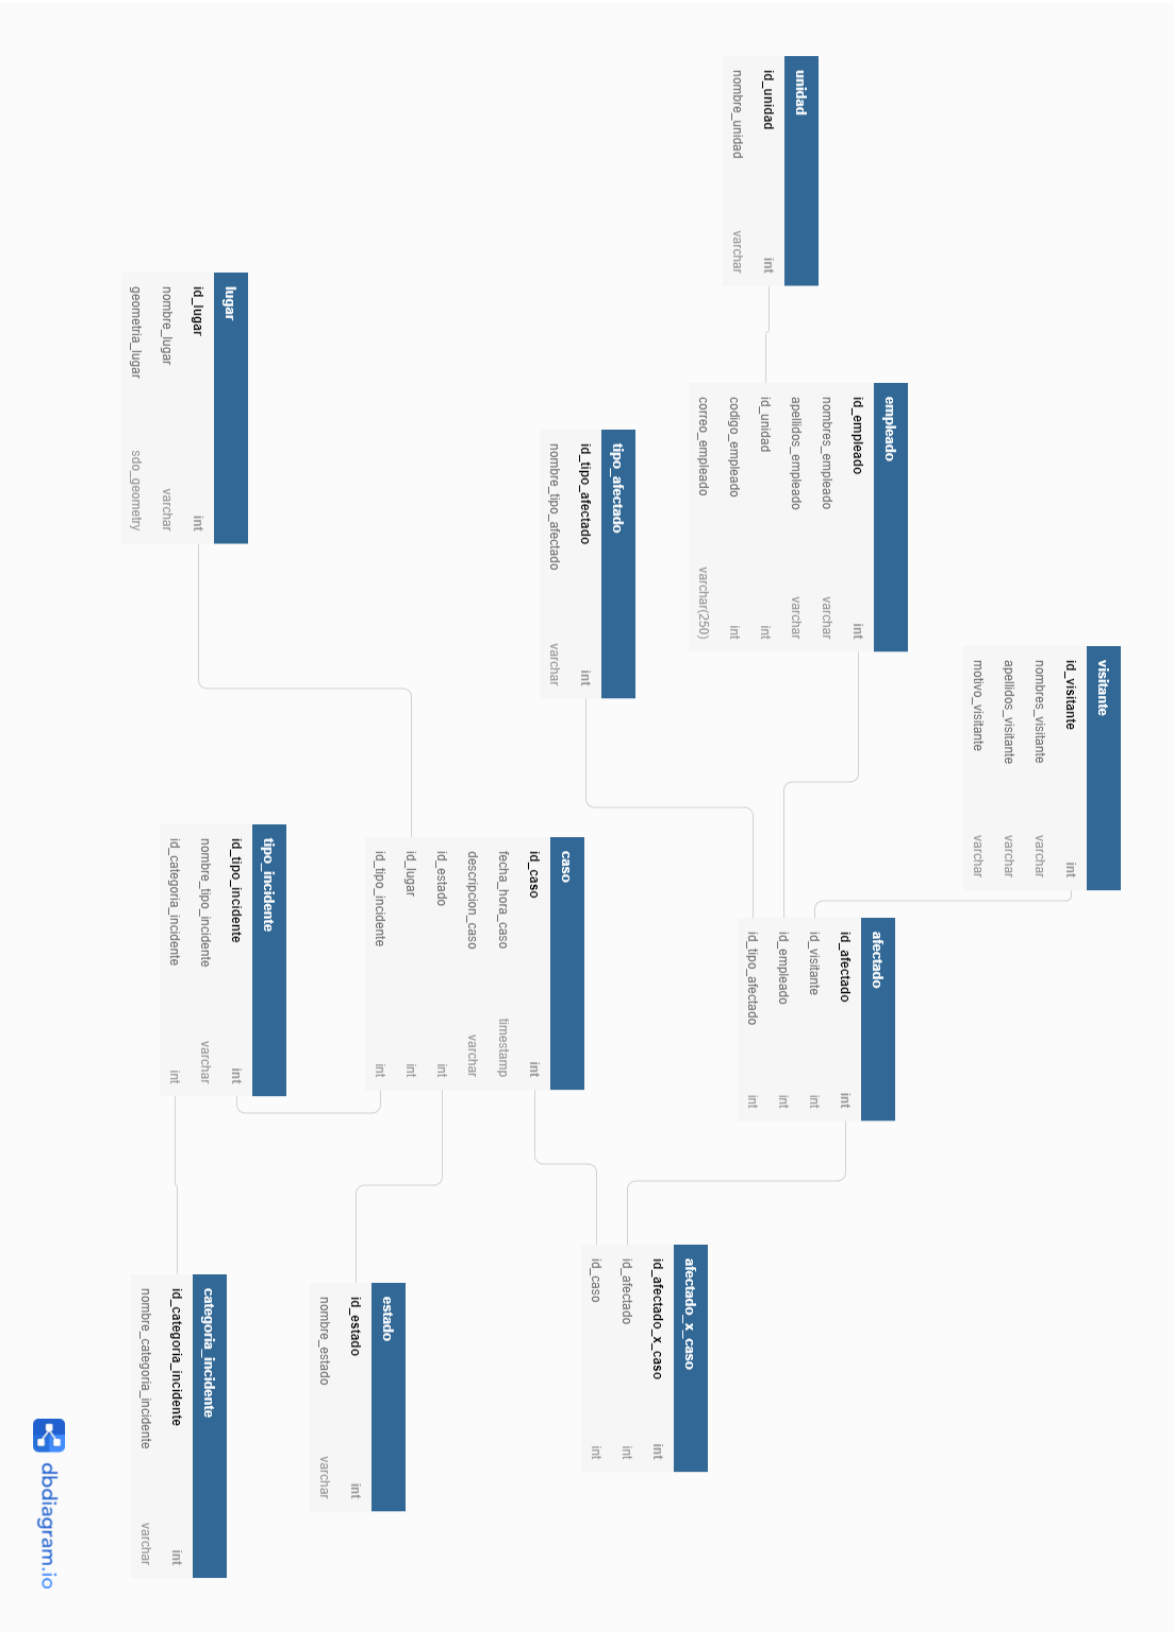 unidad
id_unidad int
nombre_unidad varchar
empleado
id_empleado int
nombres_empleado varchar
apellidos_empleado varchar
id_unidad int
codigo_empleado int
correo_empleado varchar(250)
visitante
id_visitante int
nombres_visitante varchar
apellidos_visitante varchar
motivo_visitante varchar
afectado
id_afectado int
id_visitante int
id_empleado int
id_tipo_afectado int
tipo_afectado
id_tipo_afectado int
nombre_tipo_afectado varchar
afectado_x_caso
id_afectado_x_caso int
id_afectado int
id_caso int
lugar
id_lugar int
nombre_lugar varchar
geometria_lugar sdo_geometry
caso
id_caso int
fecha_hora_caso timestamp
descripcion_caso varchar
id_estado int
id_lugar int
id_tipo_incidente int
estado
id_estado int
nombre_estado varchar
tipo_incidente
id_tipo_incidente int
nombre_tipo_incidente varchar
id_categoria_incidente int
categoria_incidente
id_categoria_incidente int
nombre_categoria_incidente varchar
dbdiagram.io